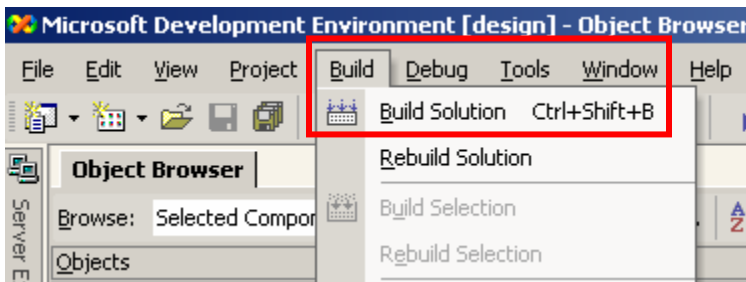 Microsoft Development Environment [design] - Object Browser
File Edit View Project Build Debug Tools Window Help
Build Solution Ctrl+Shift+B
Rebuild Solution
Object Browser
Build Selection
Browse: Selected Compor
Rebuild Selection
Objects
Server E